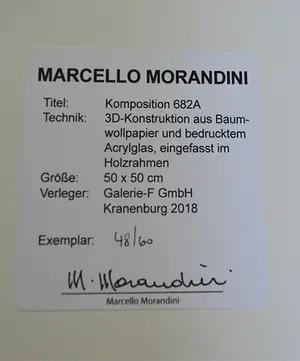 MARCELLO MORANDINI
Titel: Komposition 682A
Technik: 3D-Konstruktion aus Baum-
wollpapier und bedrucktem
Acrylglas, eingefasst im
Holzrahmen
Größe: 50 x 50 cm
Verleger: Galerie-F GmbH
Kranenburg 2018
Exemplar: 48/60
M. Morandini
Marcello Morandini